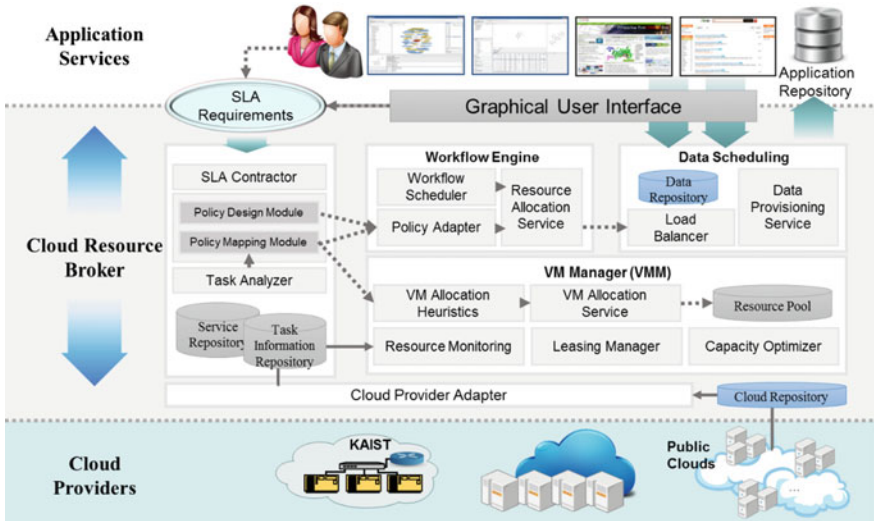 Application
Services
SLA
Requirements
Graphical User Interface
Application
Repository
Cloud Resource
Broker
SLA Contractor
Policy Design Module
Policy Mapping Module
Task Analyzer
Service
Repository
Task
Information
Repository
Workflow Engine
Workflow
Scheduler
Policy Adapter
Resource
Allocation
Service
Data Scheduling
Data
Repository
Load
Balancer
Data
Provisioning
Service
VM Manager (VMM)
VM Allocation
Heuristics
VM Allocation
Service
Resource Pool
Resource Monitoring
Leasing Manager
Capacity Optimizer
Cloud Provider Adapter
Cloud Repository
Cloud
Providers
KAIST
Public
Clouds
...